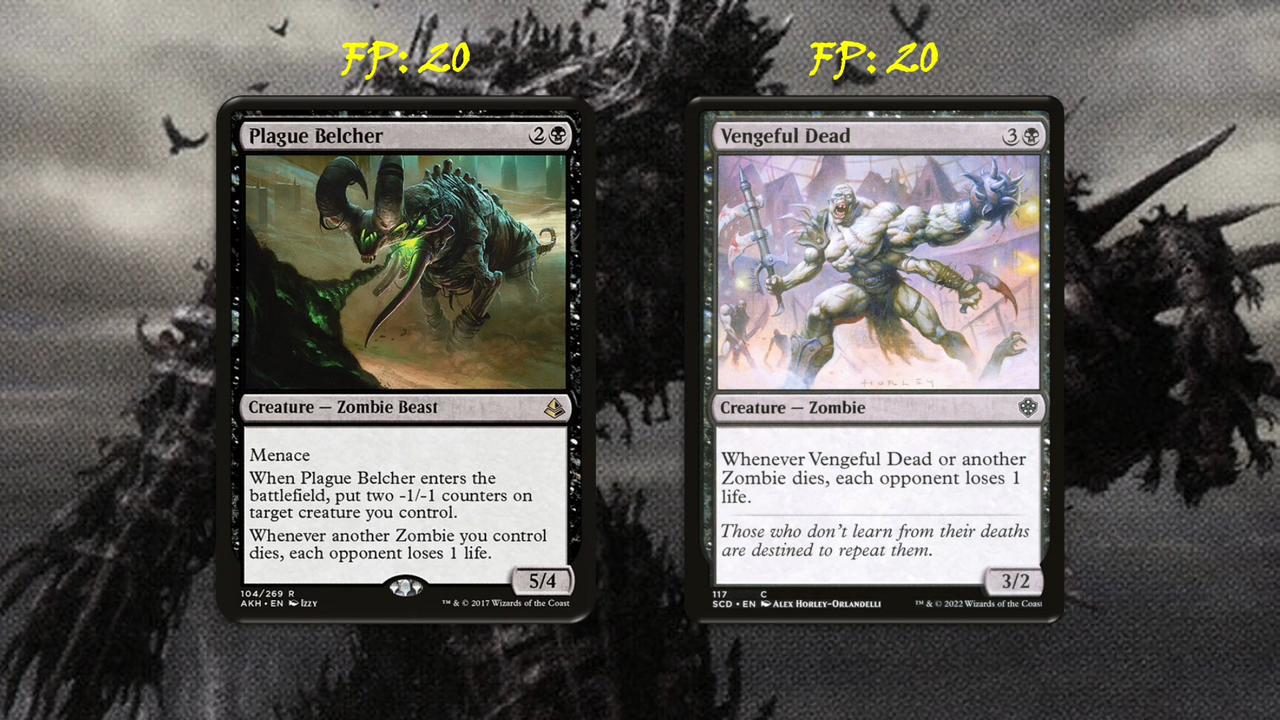 FP: 20
FP: 20
Plague Belcher 2
Creature — Zombie Beast
Menace
When Plague Belcher enters the
battlefield, put two -1/-1 counters on
target creature you control.
Whenever another Zombie you control
dies, each opponent loses 1 life.
5/4
104/269 R
AKH • EN Izzy
™ & © 2017 Wizards of the Coast
Vengeful Dead 3
HORLEY
Creature — Zombie
Whenever Vengeful Dead or another
Zombie dies, each opponent loses 1
life.
Those who don't learn from their deaths
are destined to repeat them.
3/2
117 C
SCD • EN Alex Horley-Orlandelli
™ & © 2022 Wizards of the Coast